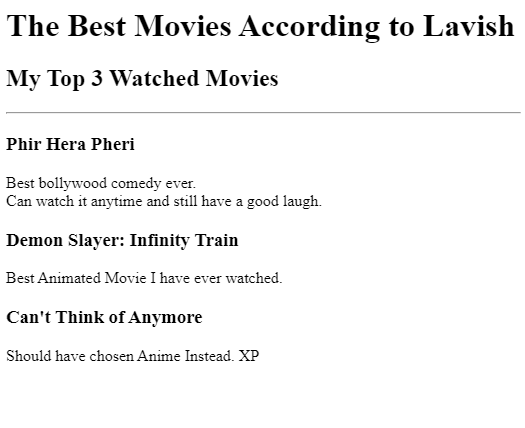 The Best Movies According to Lavish
My Top 3 Watched Movies
Phir Hera Pheri
Best bollywood comedy ever.
Can watch it anytime and still have a good laugh.
Demon Slayer: Infinity Train
Best Animated Movie I have ever watched.
Can't Think of Anymore
Should have chosen Anime Instead. XP